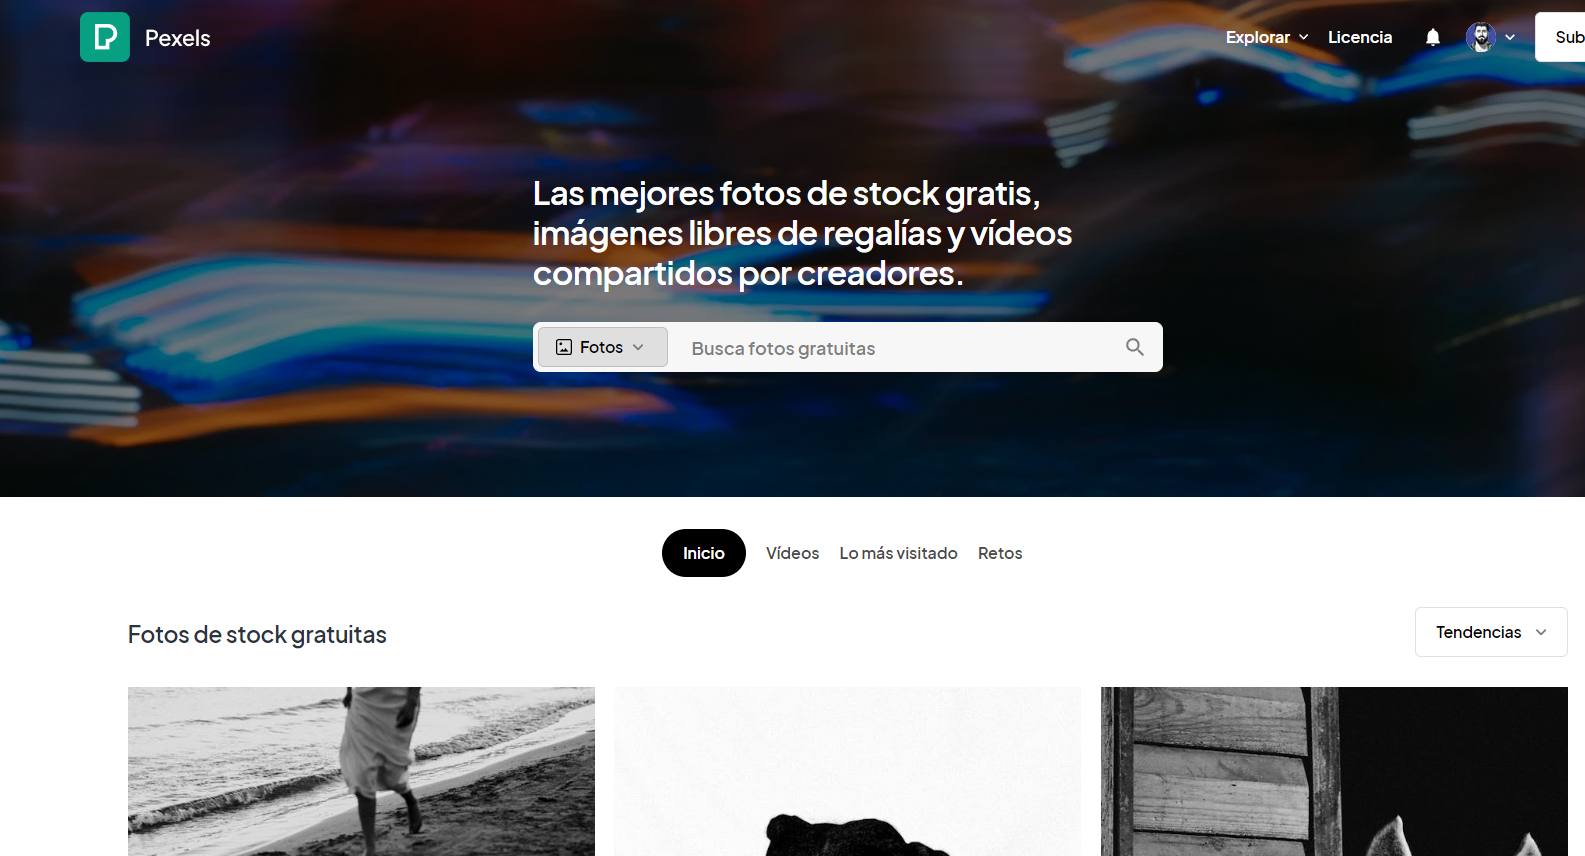 Pexels
Explorar
Licencia
Sub
Las mejores fotos de stock gratis,
imágenes libres de regalías y vídeos
compartidos por creadores.
Fotos
Busca fotos gratuitas
Inicio
Vídeos
Lo más visitado
Retos
Fotos de stock gratuitas
Tendencias